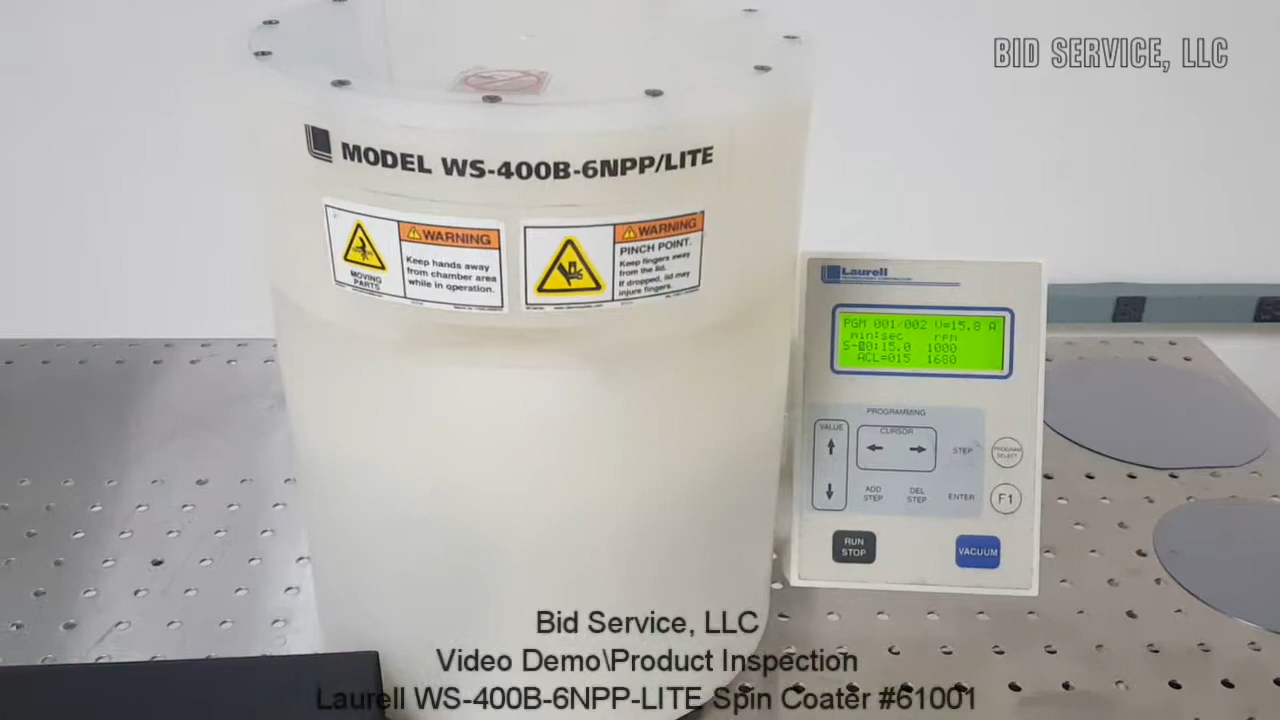 BID SERVICE, LLC
MODEL WS-400B-6NPP/LITE
WARNING
Keep hands away
from chamber area
while in operation.
MOVING
PARTS
WARNING
PINCH POINT.
Keep fingers away
from the lid.
If dropped, lid may
injure fingers.
Laurell
PGM 001/002 V=15.8 A
min:sec rpm
S-00:15.0 1000
ACL=015 1680
PROGRAMMING
VALUE
CURSOR
STEP
PROGRAM
SELECT
ADD
STEP
DEL
STEP
ENTER
F1
RUN
STOP
VACUUM
Bid Service, LLC
Video Demo\Product Inspection
Laurell WS-400B-6NPP-LITE Spin Coater #61001